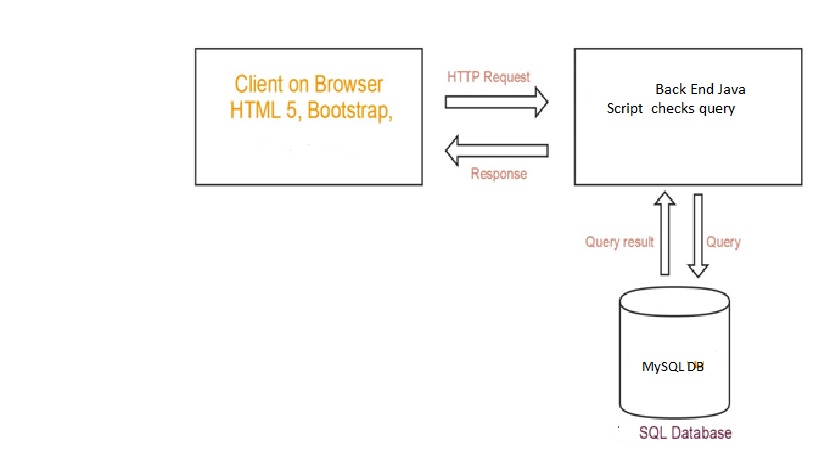 Client on Browser
HTML 5, Bootstrap,
HTTP Request
Response
Back End Java
Script checks query
Query result
Query
MySQL DB
SQL Database